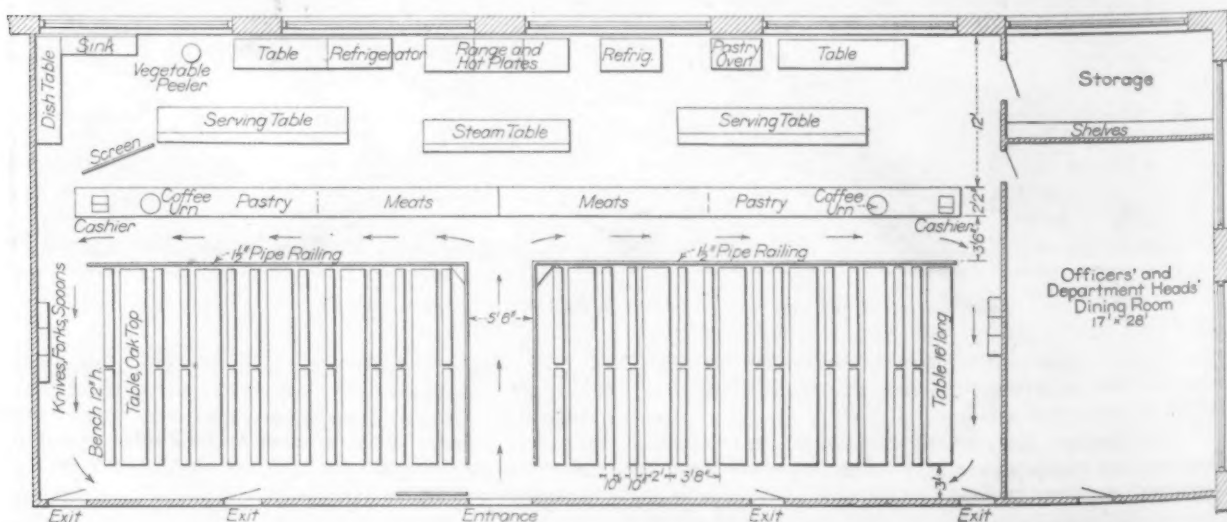 Sink
Dish Table
Vegetable
Peeler
Table
Refrigerator
Range and
Hot Plates
Refrig.
Pastry
Oven
Table
Storage
Shelves
Serving Table
Steam Table
Serving Table
Screen
12'
2'2"
3'6"
Coffee
Urn
Pastry
Meats
Meats
Pastry
Coffee
Urn
Cashier
Cashier
1½" Pipe Railing
1½" Pipe Railing
Officers' and
Department Heads'
Dining Room
17' × 28'
Knives, Forks, Spoons
Bench 12" h.
Table, Oak Top
5'6"
Table 16' long
10"
10"
2'
3'8"
3'
Exit
Exit
Entrance
Exit
Exit